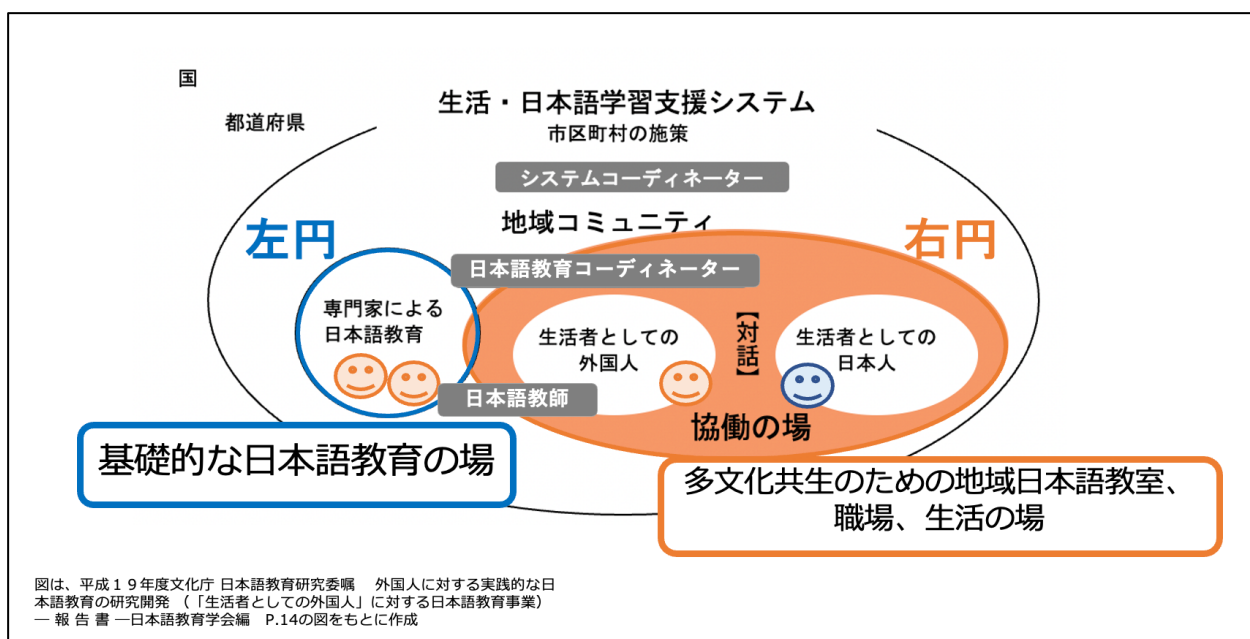 国
都道府県
生活・日本語学習支援システム
市区町村の施策
システムコーディネーター
地域コミュニティ
左円
右円
日本語教育コーディネーター
専門家による
日本語教育
生活者としての
外国人
【対話】
生活者としての
日本人
日本語教師
協働の場
基礎的な日本語教育の場
多文化共生のための地域日本語教室、
職場、生活の場
図は、平成１９年度文化庁 日本語教育研究委嘱　外国人に対する実践的な日
本語教育の研究開発 （「生活者としての外国人」に対する日本語教育事業）
― 報 告 書 ―日本語教育学会編　P.14の図をもとに作成